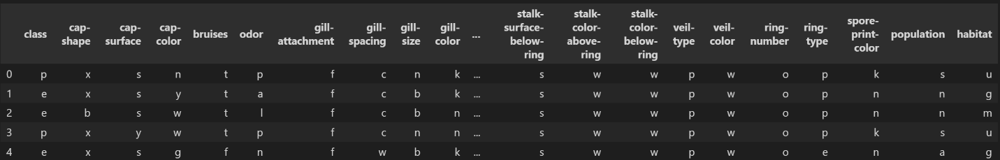 class cap-shape cap-surface cap-color bruises odor gill-attachment gill-spacing gill-size gill-color ... stalk-surface-below-ring stalk-color-above-ring stalk-color-below-ring veil-type veil-color ring-number ring-type spore-print-color population habitat
0 p x s n t p f c n k ... s w w p w o p k s u
1 e x s y t a f c b k ... s w w p w o p n n g
2 e b s w t l f c b n ... s w w p w o p n n m
3 p x y w t p f c n n ... s w w p w o p k s u
4 e x s g f n f w b k ... s w w p w o e n a g